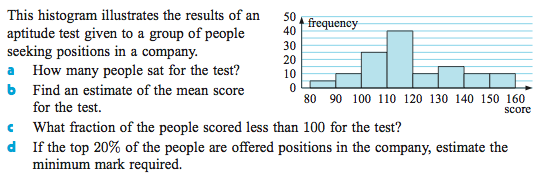 This histogram illustrates the results of an
aptitude test given to a group of people
seeking positions in a company.
a How many people sat for the test?
b Find an estimate of the mean score
for the test.
c What fraction of the people scored less than 100 for the test?
d If the top 20% of the people are offered positions in the company, estimate the
minimum mark required.
frequency
50
40
30
20
10
0
80 90 100 110 120 130 140 150 160
score